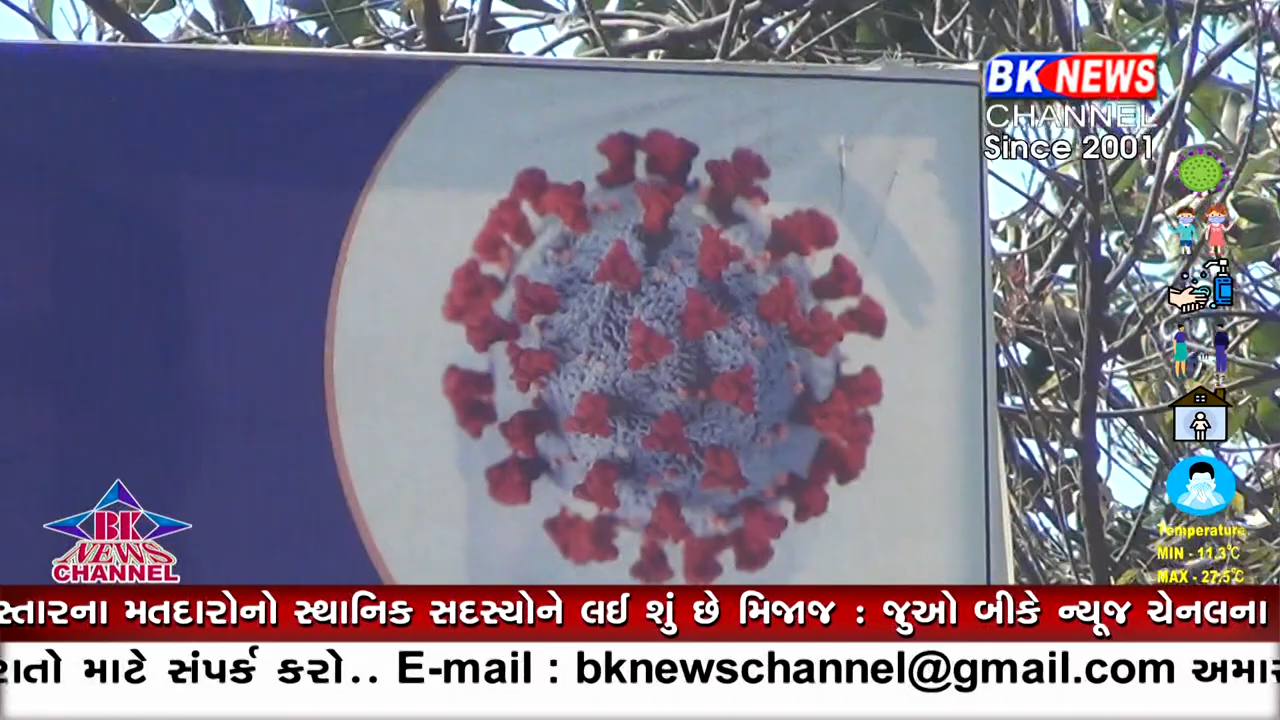 BK NEWS
CHANNEL
Since 2001
BK
NEWS
CHANNEL
Temperature
MIN - 11.3℃
MAX - 27.5℃
સ્તારના મતદારોનો સ્થાનિક સદસ્યોને લઈ શું છે મિજાજ : જુઓ બીકે ન્યૂજ ચેનલના
માટે સંપર્ક કરો.. E-mail : bknewschannel@gmail.com